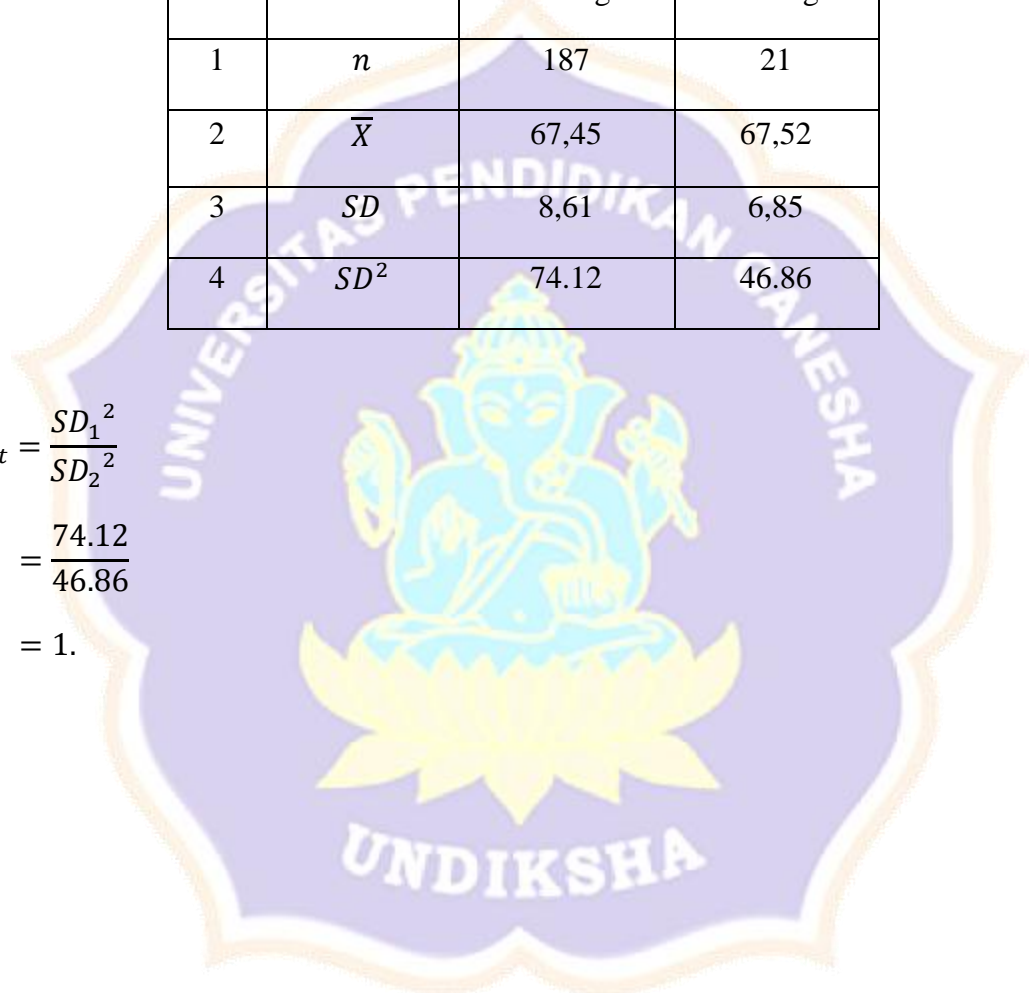 1 n 187 21
2 X̅ 67,45 67,52
3 SD 8,61 6,85
4 SD² 74.12 46.86
UNIVERSITAS PENDIDIKAN GANESHA
= SD₁² / SD₂²
= 74.12 / 46.86
= 1.
UNDIKSHA